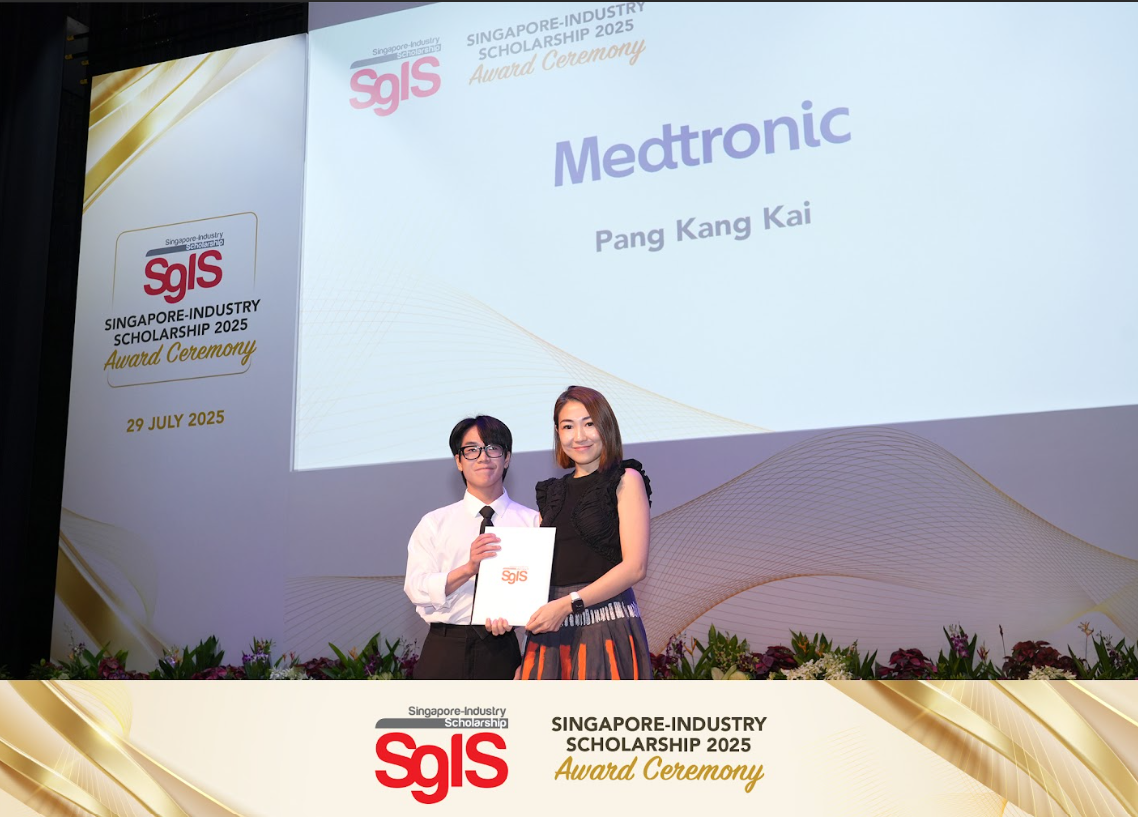 Singapore-Industry
Scholarship
SgIS
SINGAPORE-INDUSTRY
SCHOLARSHIP 2025
Award Ceremony
Medtronic
Pang Kang Kai
Singapore-Industry
Scholarship
SgIS
SINGAPORE-INDUSTRY
SCHOLARSHIP 2025
Award Ceremony
29 JULY 2025
SgIS
Singapore-Industry
Scholarship
SgIS
SINGAPORE-INDUSTRY
SCHOLARSHIP 2025
Award Ceremony